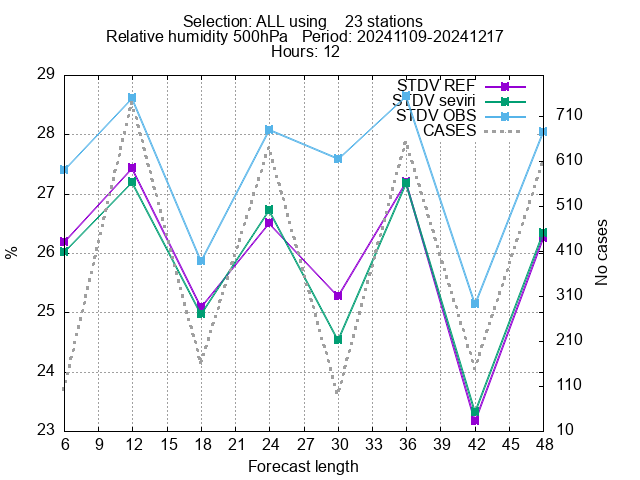 Selection: ALL using    23 stations
Relative humidity 500hPa   Period: 20241109-20241217
Hours: 12
STDV REF
STDV seviri
STDV OBS
CASES
29
28
27
26
25
24
23
%
710
610
510
410
310
210
110
10
No cases
6 9 12 15 18 21 24 27 30 33 36 39 42 45 48
Forecast length